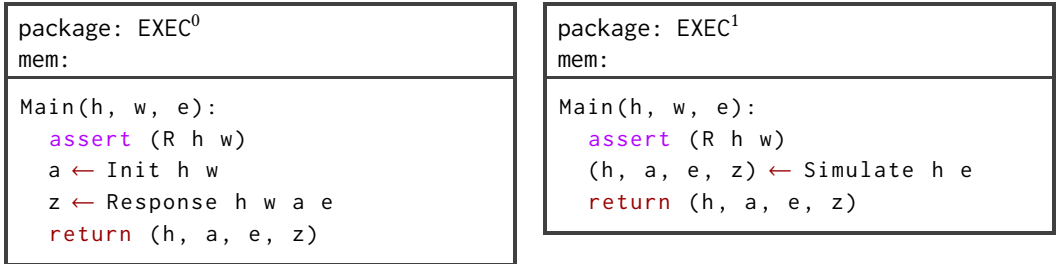 package: EXEC⁰
mem:
Main(h, w, e):
assert (R h w)
a ← Init h w
z ← Response h w a e
return (h, a, e, z)
package: EXEC¹
mem:
Main(h, w, e):
assert (R h w)
(h, a, e, z) ← Simulate h e
return (h, a, e, z)